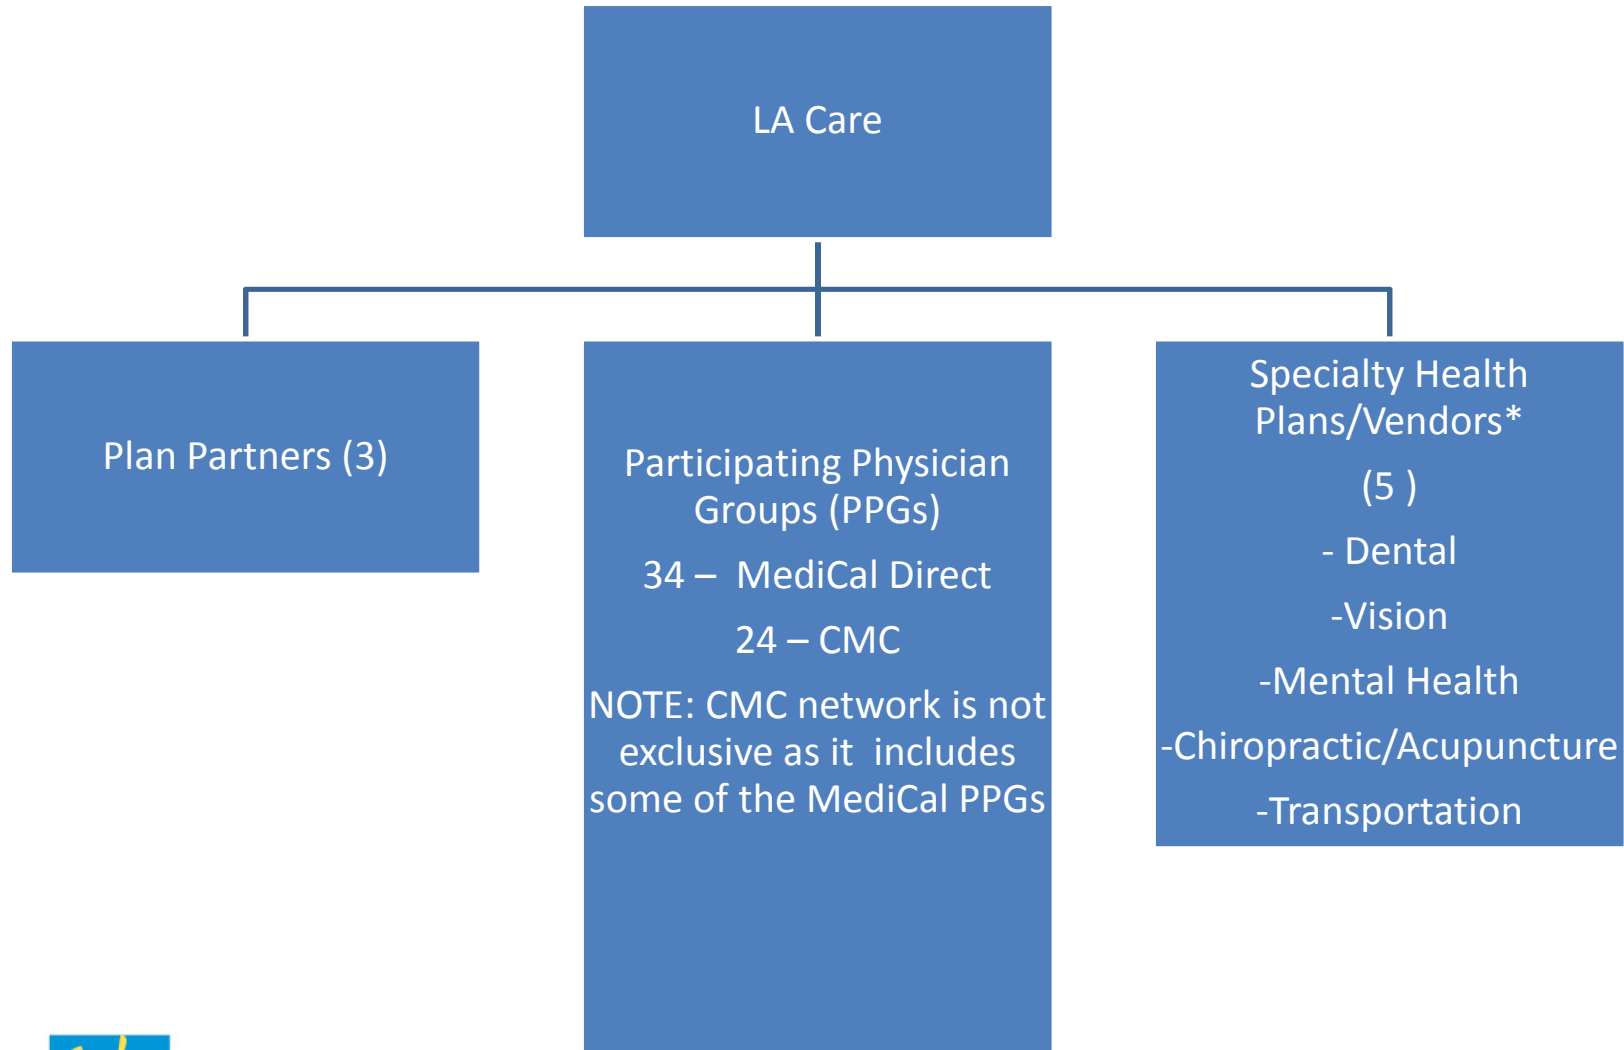 LA Care
Plan Partners (3)
Participating Physician
Groups (PPGs)
34 – MediCal Direct
24 – CMC
NOTE: CMC network is not
exclusive as it includes
some of the MediCal PPGs
Specialty Health
Plans/Vendors*
(5 )
- Dental
-Vision
-Mental Health
-Chiropractic/Acupuncture
-Transportation